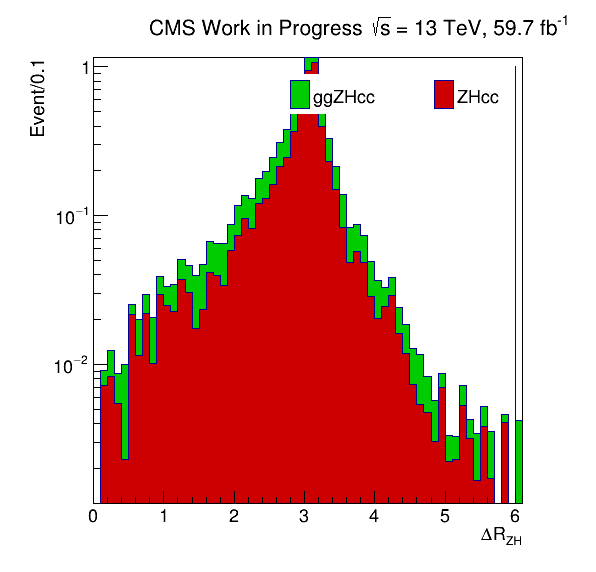 CMS Work in Progress √s = 13 TeV, 59.7 fb⁻¹
Event/0.1
1
ggZHcc ZHcc
10⁻¹
10⁻²
0 1 2 3 4 5 6
ΔR_ZH